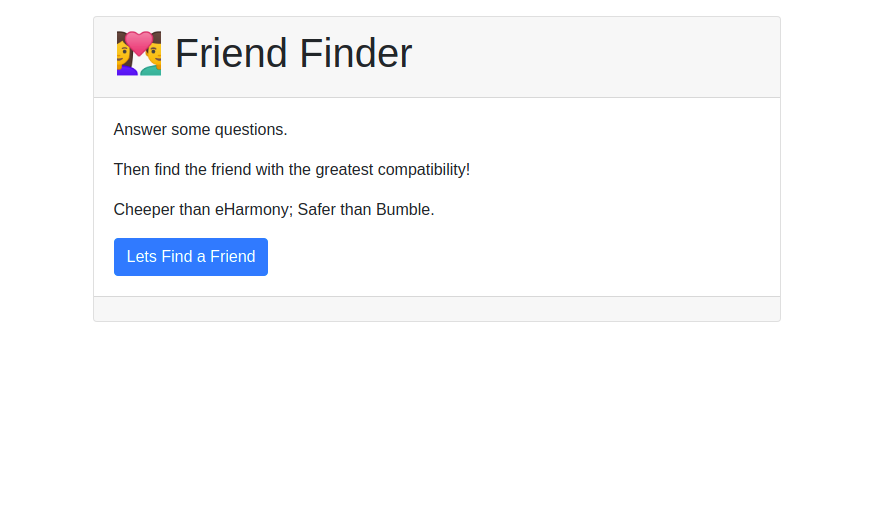 Friend Finder
Answer some questions.
Then find the friend with the greatest compatibility!
Cheeper than eHarmony; Safer than Bumble.
Lets Find a Friend